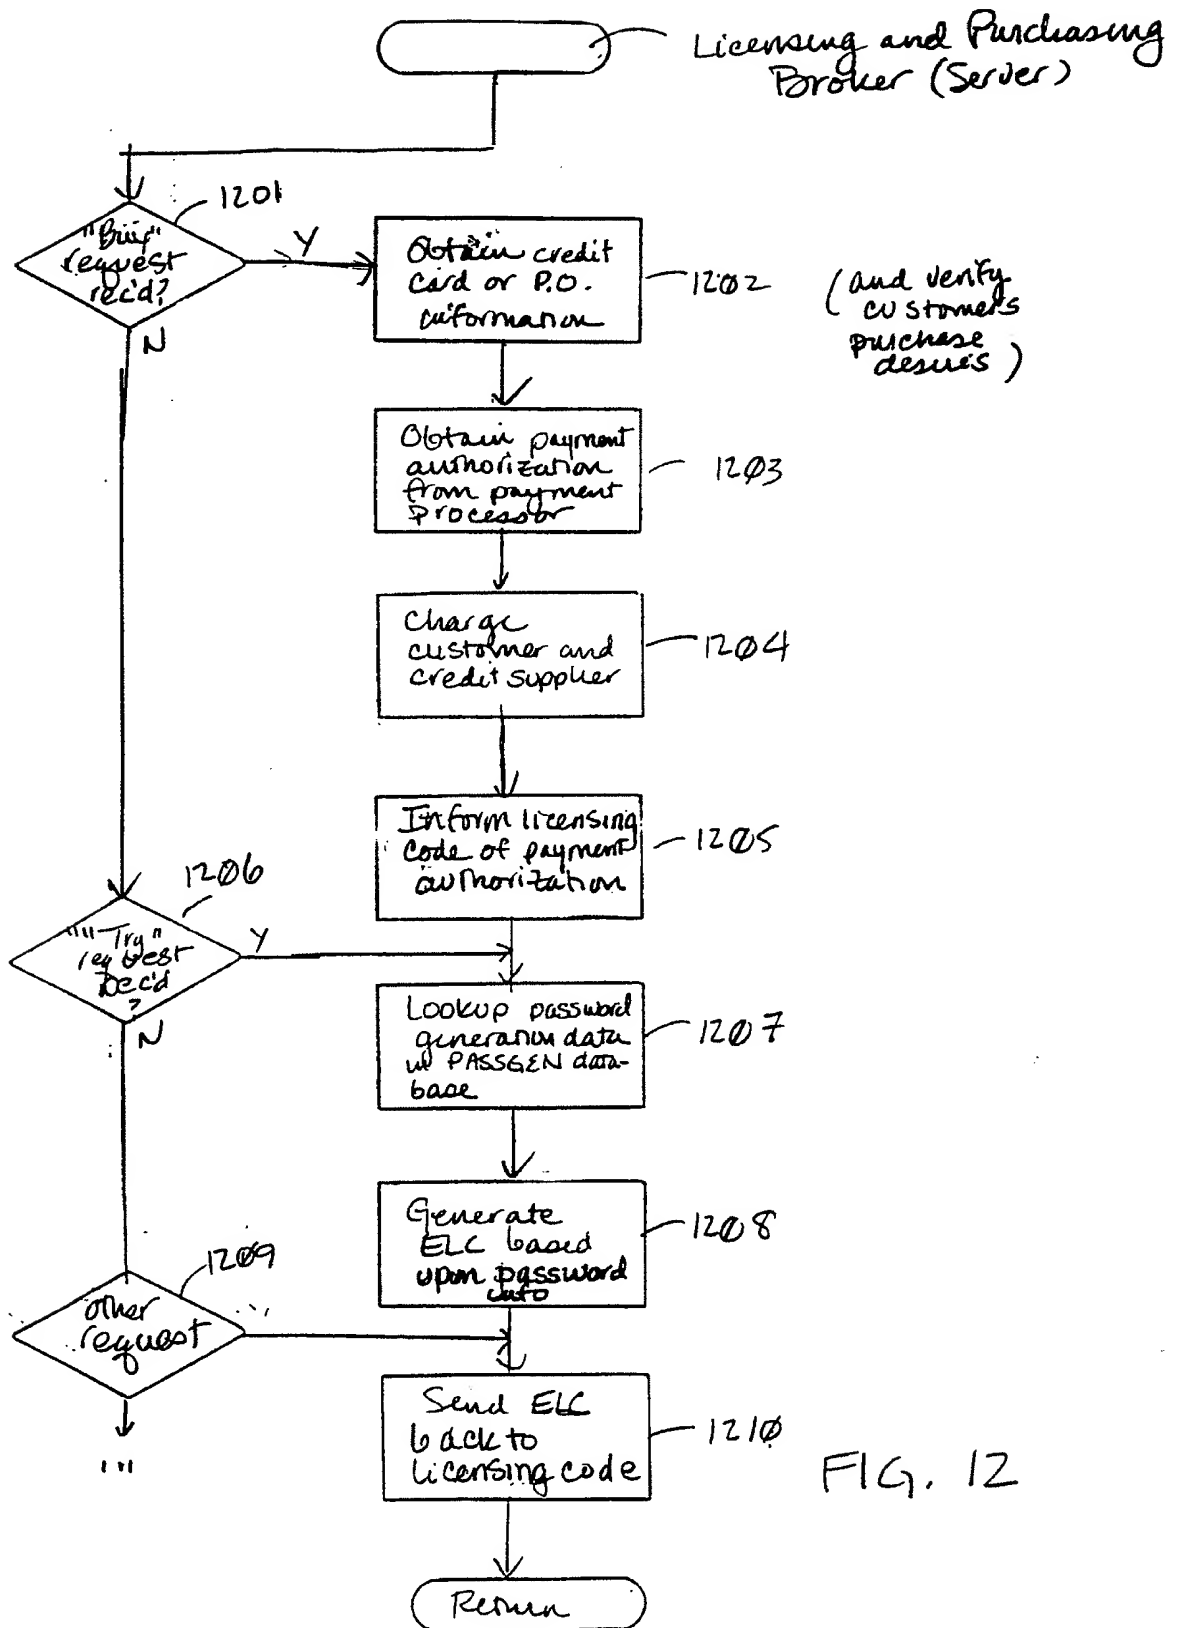 Licensing and Purchasing
Broker (Server)
1201
"Buy"
request
rec'd?
Y
N
Obtain credit
card or P.O.
information
1202
(and verify
customers
purchase
desires)
Obtain payment
authorization
from payment
processor
1203
Charge
customer and
credit supplier
1204
Inform licensing
code of payment
authorization
1205
1206
"Try"
request
rec'd
?
Y
N
Lookup password
generation data
in PASSGEN data-
base
1207
Generate
ELC based
upon password
info
1208
1209
other
request
...
Send ELC
back to
licensing code
1210
FIG. 12
Return